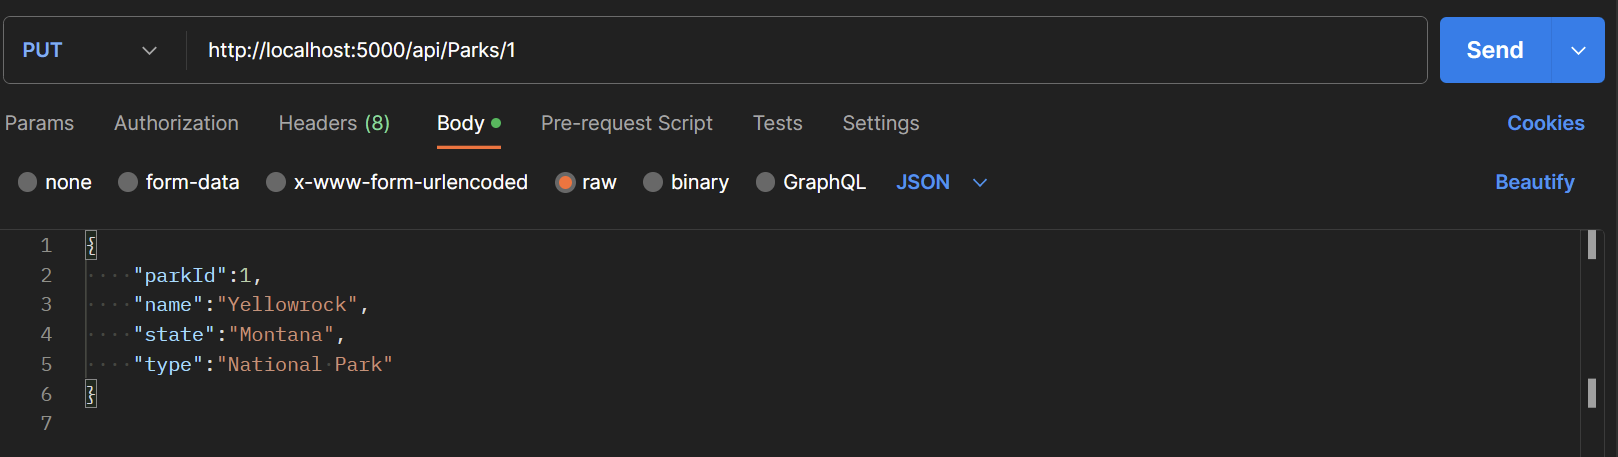 PUT http://localhost:5000/api/Parks/1 Send
Params Authorization Headers (8) Body Pre-request Script Tests Settings Cookies
none form-data x-www-form-urlencoded raw binary GraphQL JSON Beautify
1 {
2 "parkId":1,
3 "name":"Yellowrock",
4 "state":"Montana",
5 "type":"National Park"
6 }
7